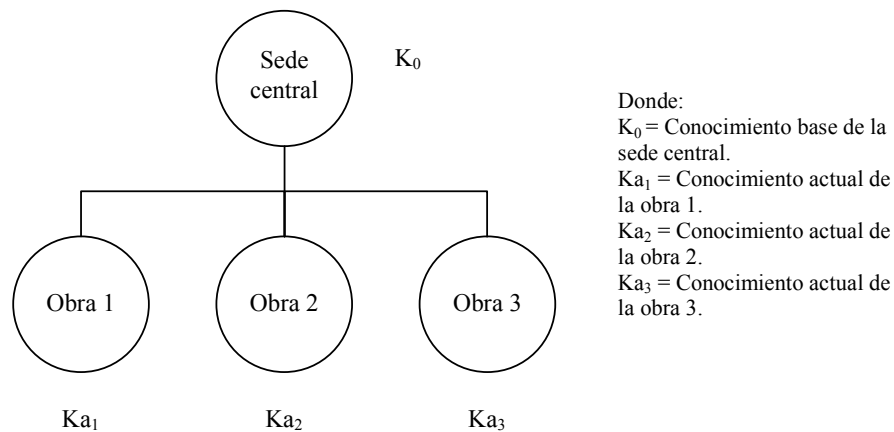 Sede
central
K₀
Donde:
K₀ = Conocimiento base de la
sede central.
Ka₁ = Conocimiento actual de
la obra 1.
Ka₂ = Conocimiento actual de
la obra 2.
Ka₃ = Conocimiento actual de
la obra 3.
Obra 1
Obra 2
Obra 3
Ka₁
Ka₂
Ka₃